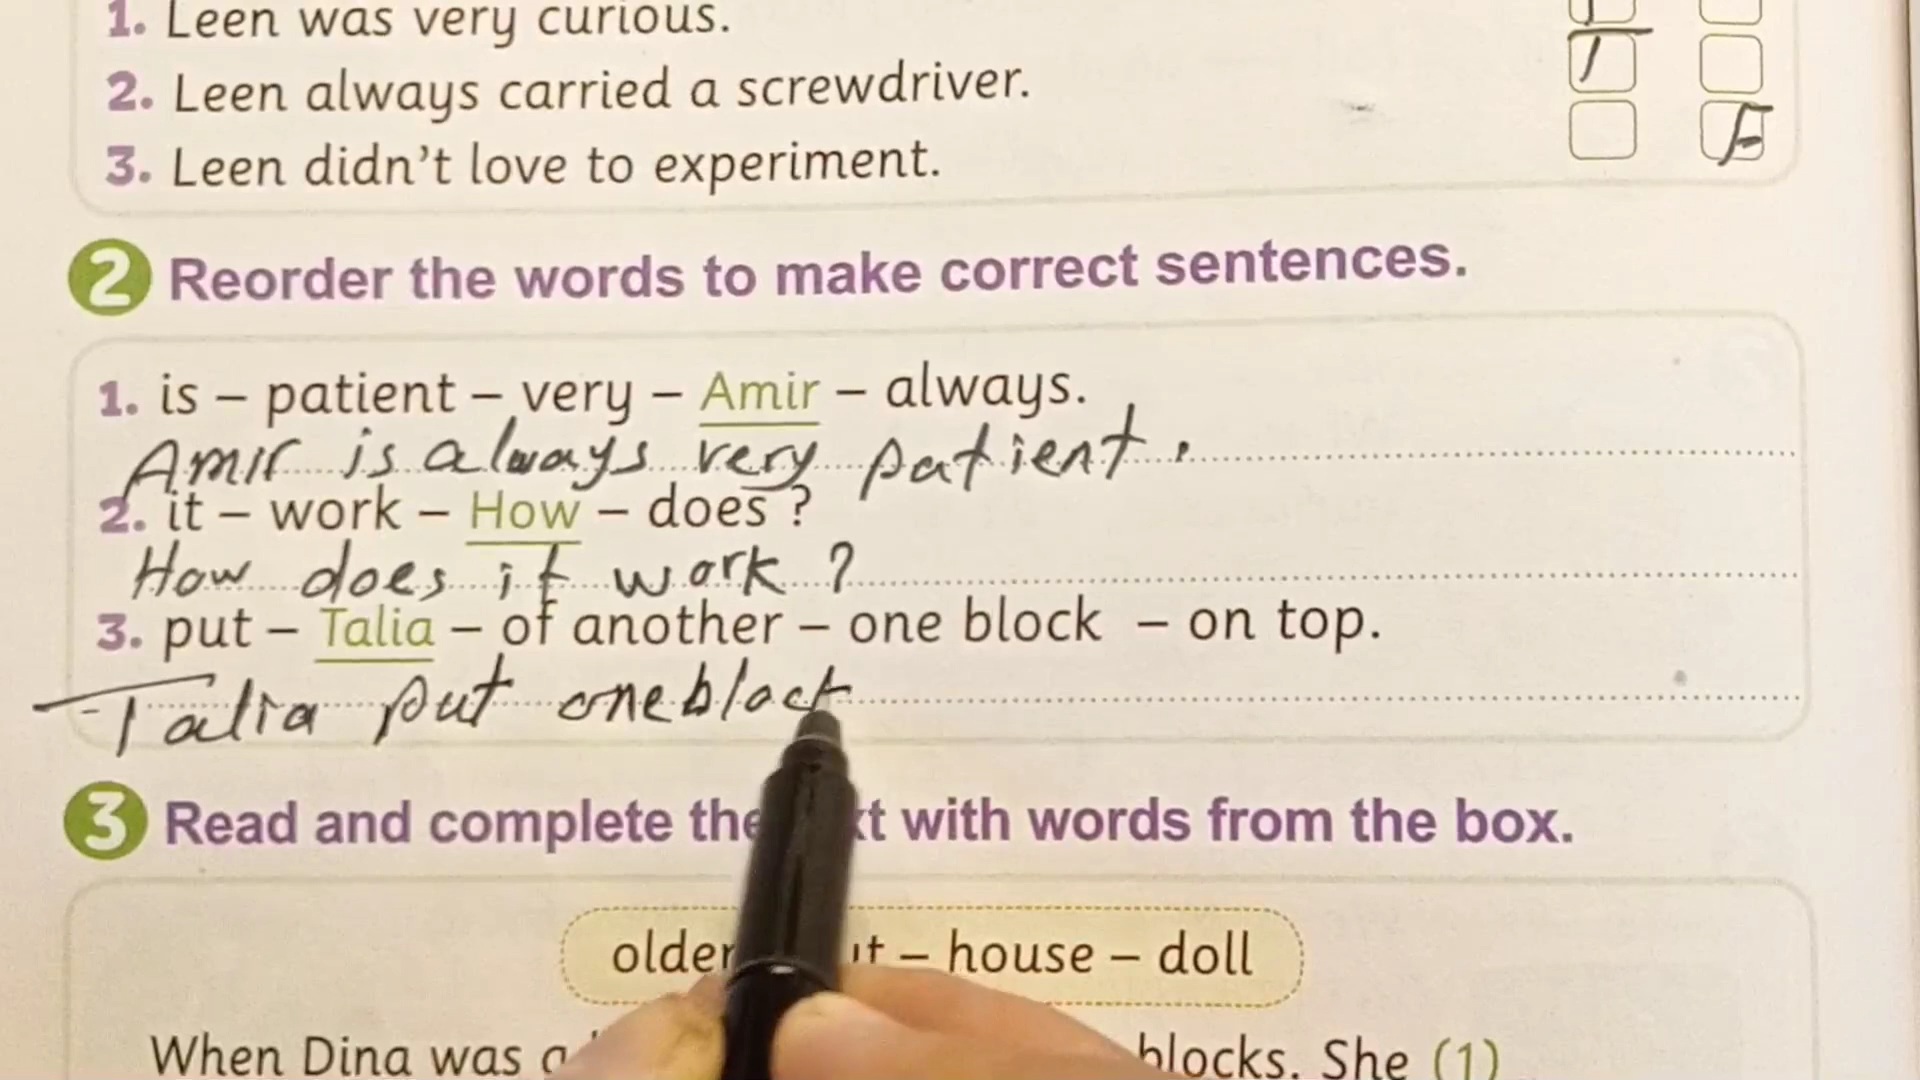 1. Leen was very curious.
2. Leen always carried a screwdriver. T
3. Leen didn't love to experiment. F
2 Reorder the words to make correct sentences.
1. is – patient – very – Amir – always.
Amir is always very patient.
2. it – work – How – does ?
How does it work ?
3. put – Talia – of another – one block – on top.
Talia put one block
3 Read and complete the with words from the box.
older – house – doll
When Dina was a blocks. She (1)